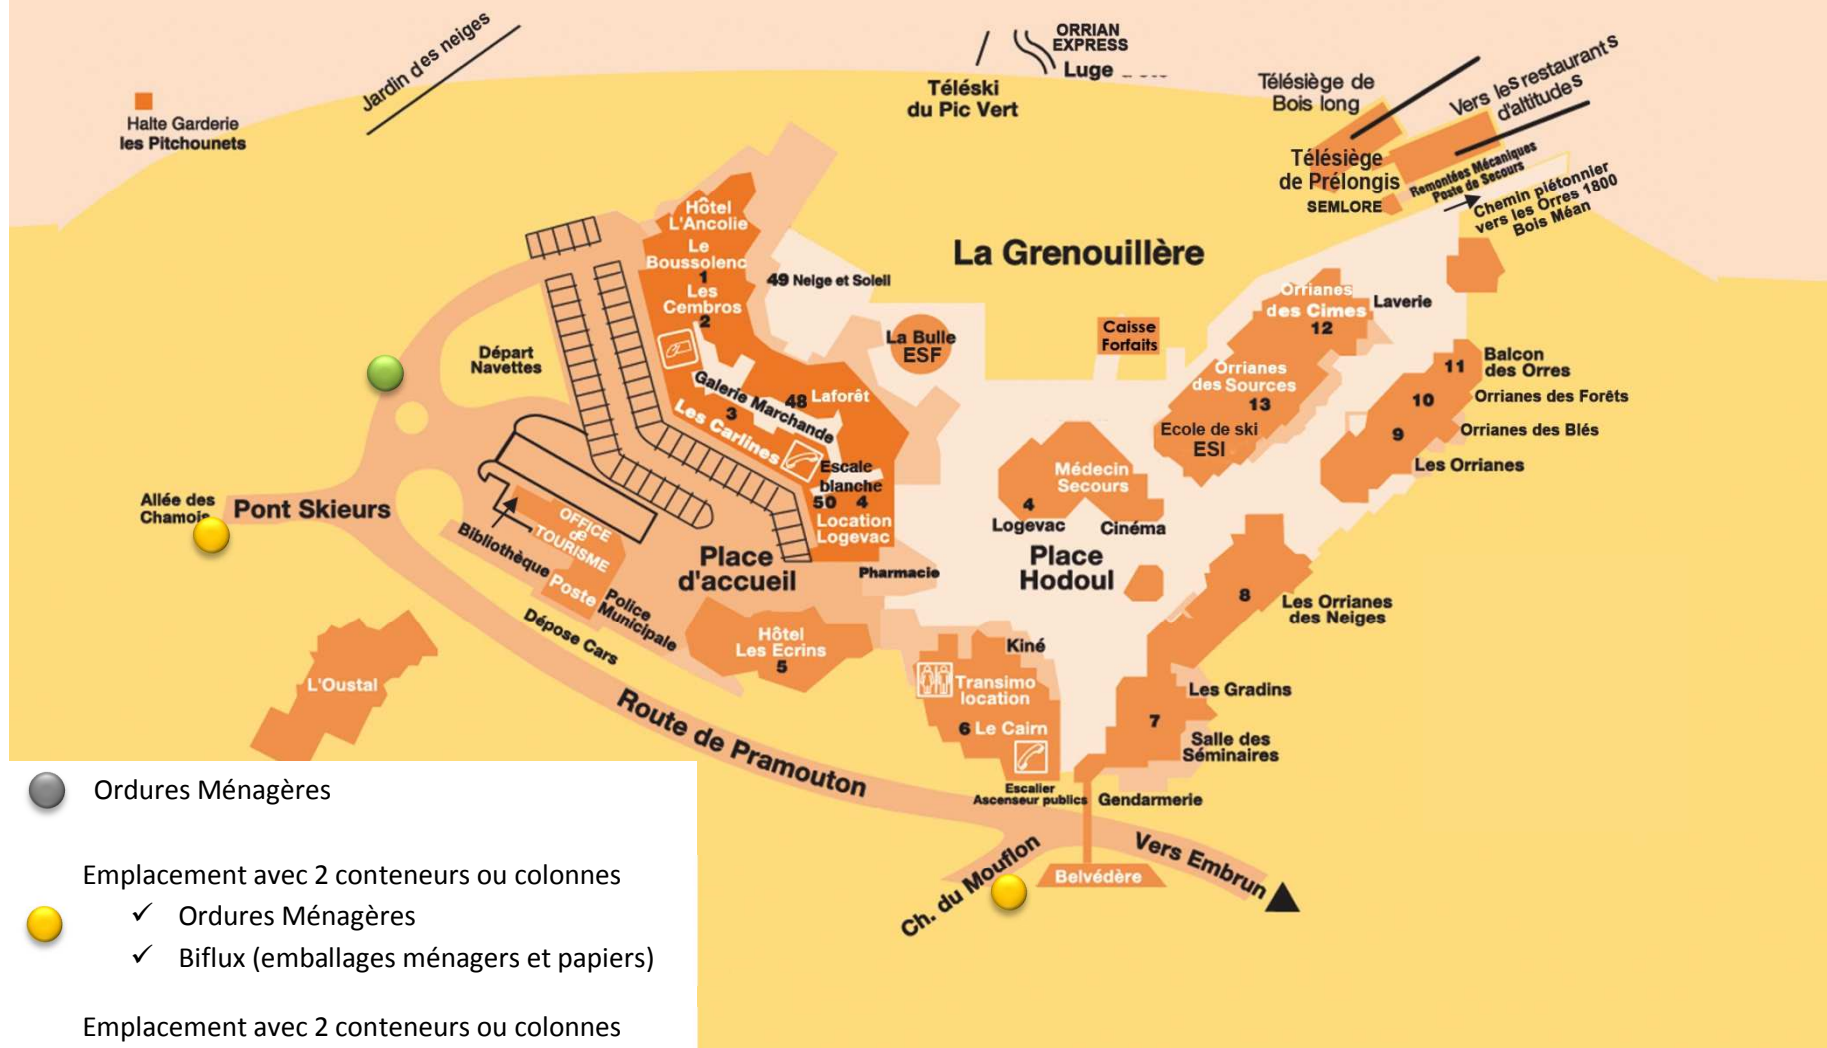 Jardin des neiges
Halte Garderie
les Pitchounets
ORRIAN
EXPRESS
Luge
Téléski
du Pic Vert
Télésiège de
Bois long
Vers les restaurants
d'altitudes
Télésiège
de Prélongis
Remontées Mécaniques
Poste de Secours
SEMLORE
Chemin piétonnier
vers les Orres 1800
Bois Méan
Hôtel
L'Ancolie
Le
Boussolenc
1
Les
Cembros
2
49 Neige et Soleil
La Grenouillère
La Bulle
ESF
Caisse
Forfaits
Orrianes
des Cimes
12
Laverie
Départ
Navettes
Galerie Marchande
48 Laforêt
3
Les Carlines
Escale
blanche
50 4
Location
Logevac
Orrianes
des Sources
13
Ecole de ski
ESI
11
Balcon
des Orres
10
Orrianes des Forêts
9
Orrianes des Blés
Les Orrianes
Médecin
Secours
4
Logevac
Cinéma
Place
Hodoul
Allée des
Chamois
Pont Skieurs
Bibliothèque
OFFICE
de
TOURISME
Poste
Police
Municipale
Dépose Cars
Place
d'accueil
Pharmacie
Hôtel
Les Ecrins
5
8
Les Orrianes
des Neiges
Kiné
Transimo
location
6 Le Cairn
Les Gradins
7
Salle des
Séminaires
L'Oustal
Route de Pramouton
Escalier
Ascenseur publics
Gendarmerie
Ch. du Mouflon
Belvédère
Vers Embrun
Ordures Ménagères
Emplacement avec 2 conteneurs ou colonnes
✓ Ordures Ménagères
✓ Biflux (emballages ménagers et papiers)
Emplacement avec 2 conteneurs ou colonnes